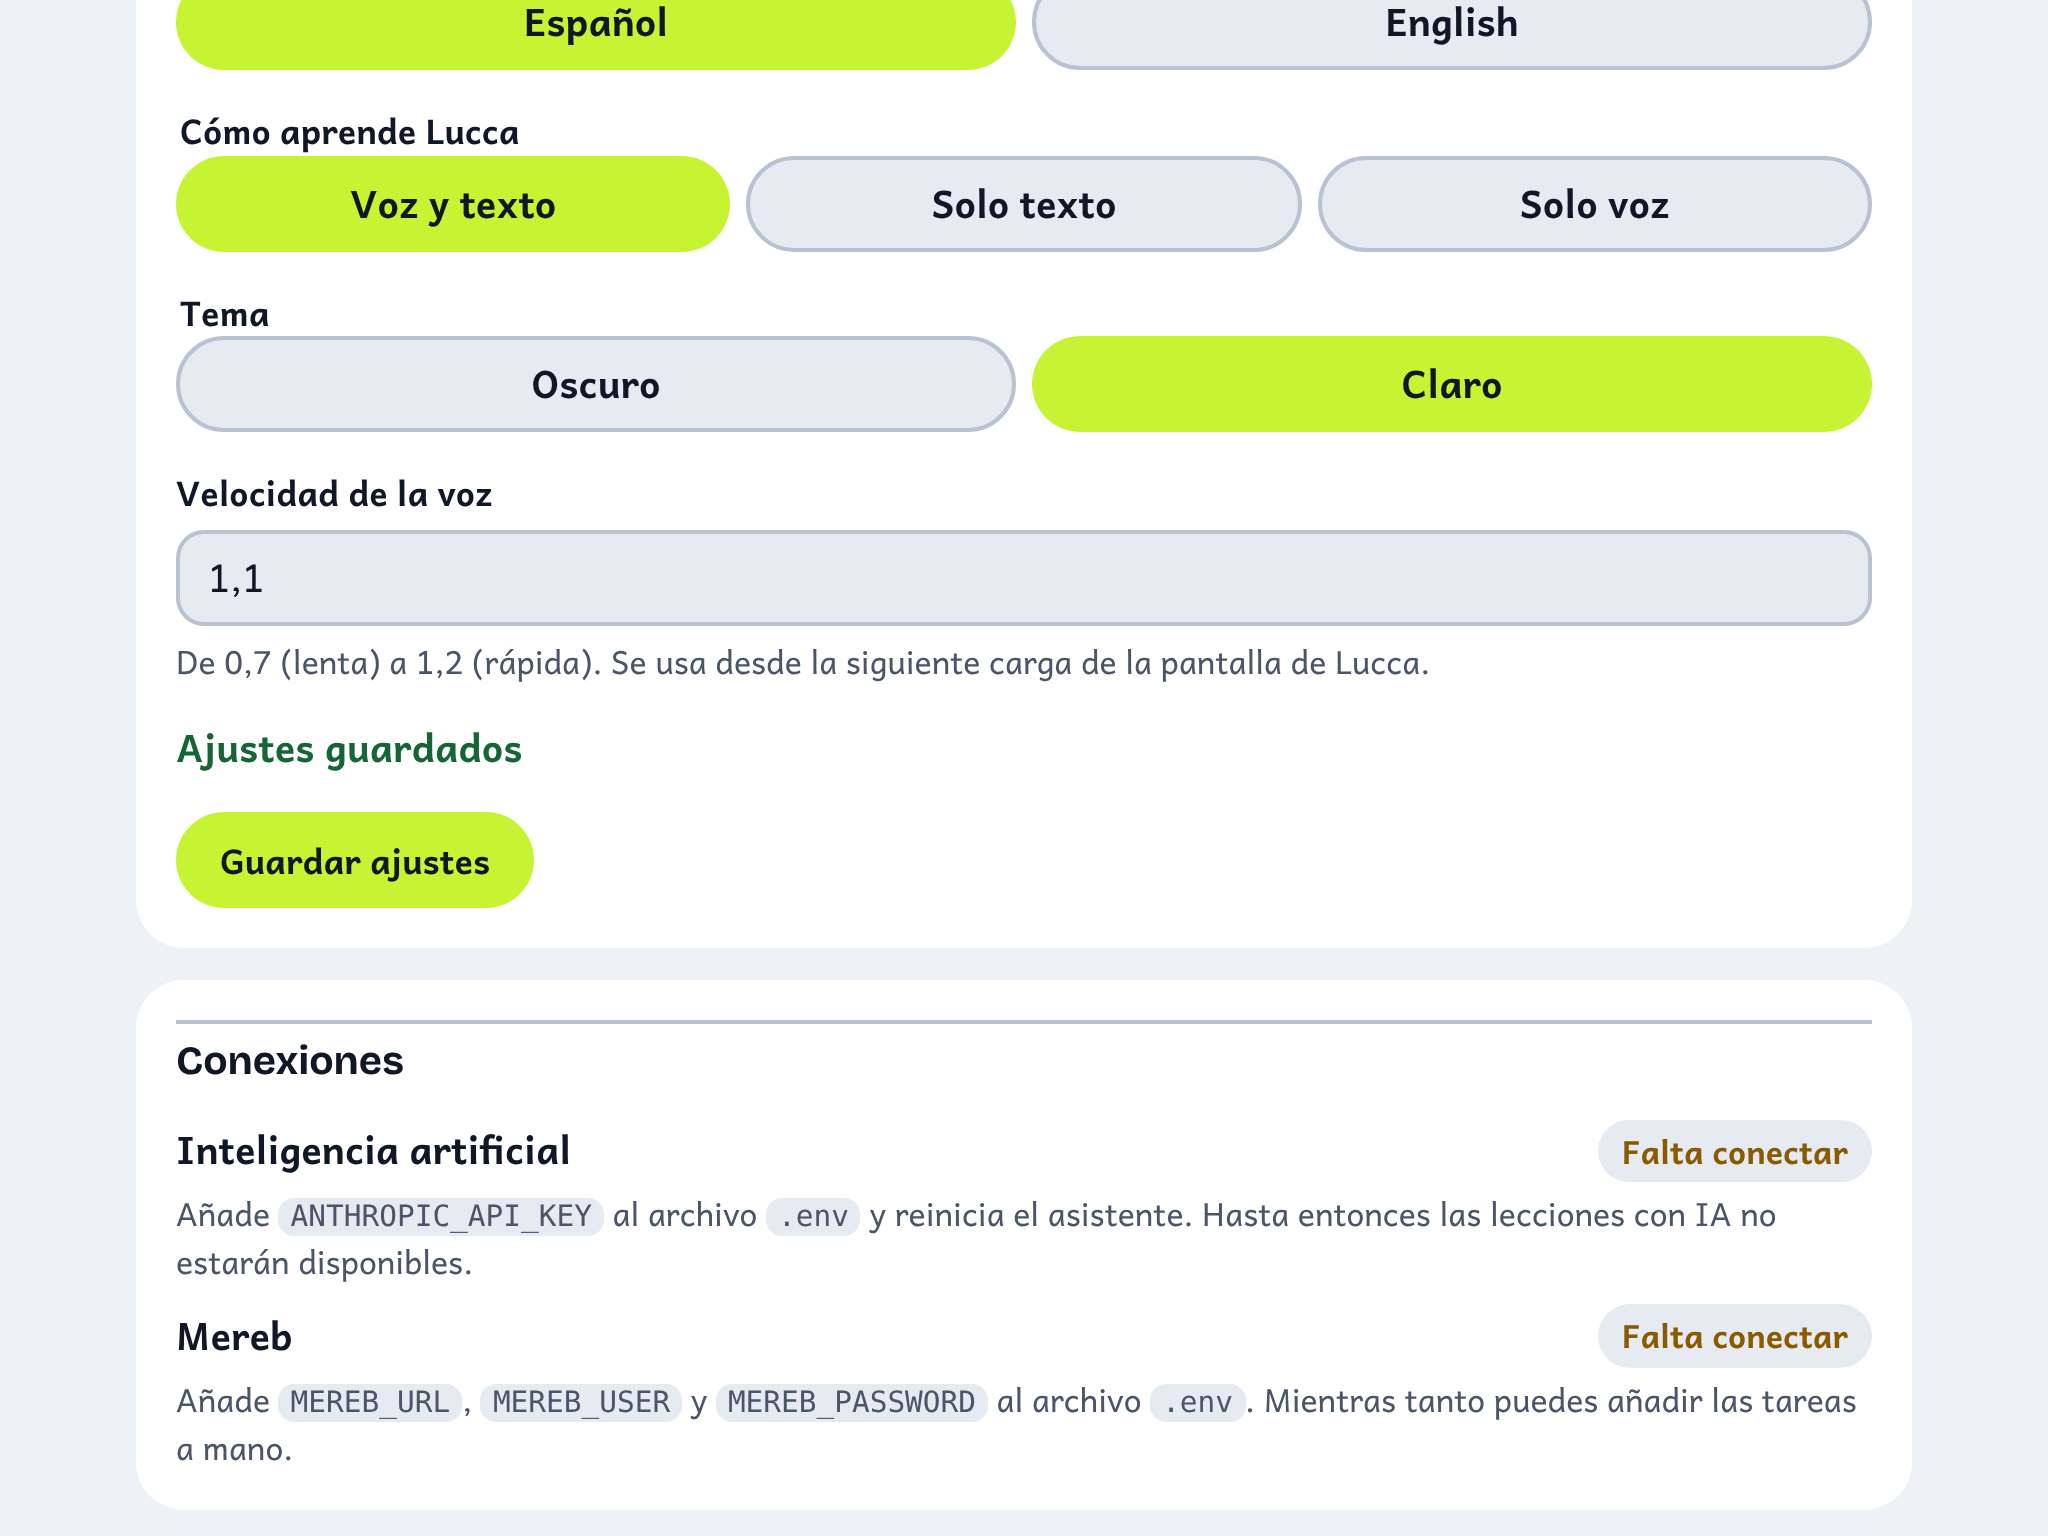 Español
English
Cómo aprende Lucca
Voz y texto
Solo texto
Solo voz
Tema
Oscuro
Claro
Velocidad de la voz
1,1
De 0,7 (lenta) a 1,2 (rápida). Se usa desde la siguiente carga de la pantalla de Lucca.
Ajustes guardados
Guardar ajustes
Conexiones
Inteligencia artificial
Falta conectar
Añade ANTHROPIC_API_KEY al archivo .env y reinicia el asistente. Hasta entonces las lecciones con IA no
estarán disponibles.
Mereb
Falta conectar
Añade MEREB_URL, MEREB_USER y MEREB_PASSWORD al archivo .env. Mientras tanto puedes añadir las tareas
a mano.